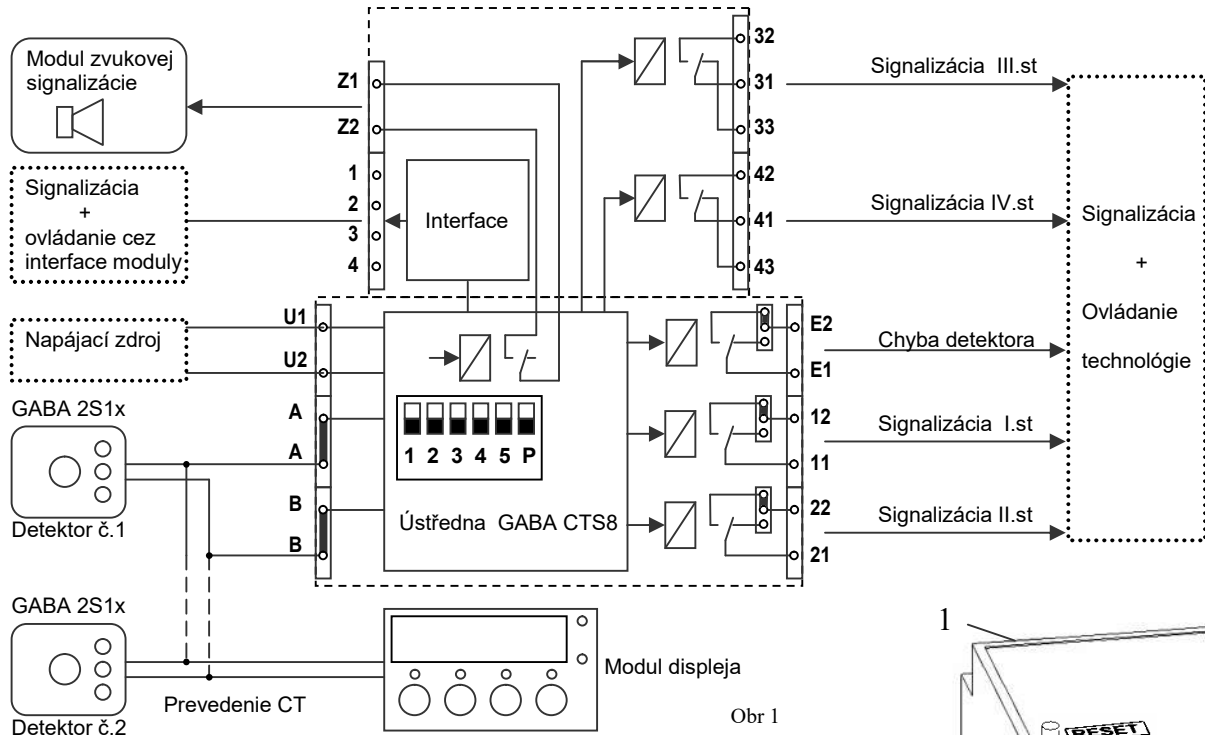 Modul zvukovej
signalizácie
Signalizácia
+
ovládanie cez
interface moduly
Napájací zdroj
GABA 2S1x
Detektor č.1
GABA 2S1x
Detektor č.2
Prevedenie CT
Modul displeja
Obr 1
Z1
Z2
1
2
3
4
Interface
U1
U2
A
A
B
B
1 2 3 4 5 P
Ústředna GABA CTS8
32
31
33
42
41
43
E2
E1
12
11
22
21
Signalizácia III.st
Signalizácia IV.st
Chyba detektora
Signalizácia I.st
Signalizácia II.st
Signalizácia
+
Ovládanie
technológie
1
RESET